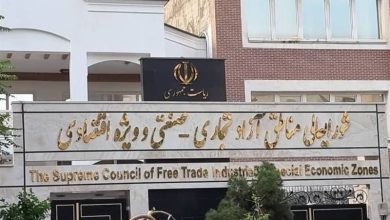 ریاست جمهوری
شورایعالی مناطق آزاد تجاری - صنعتی و ویژه اقتصادی
The Supreme Council of Free Trade Industrial Special Economic Zones